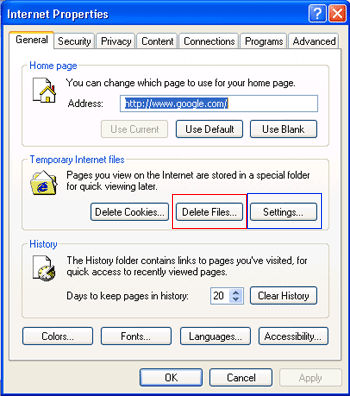 Internet Properties
General Security Privacy Content Connections Programs Advanced
Home page
You can change which page to use for your home page.
Address: http://www.google.com/
Use Current Use Default Use Blank
Temporary Internet files
Pages you view on the Internet are stored in a special folder
for quick viewing later.
Delete Cookies... Delete Files... Settings...
History
The History folder contains links to pages you've visited, for
quick access to recently viewed pages.
Days to keep pages in history: 20 Clear History
Colors... Fonts... Languages... Accessibility...
OK Cancel Apply